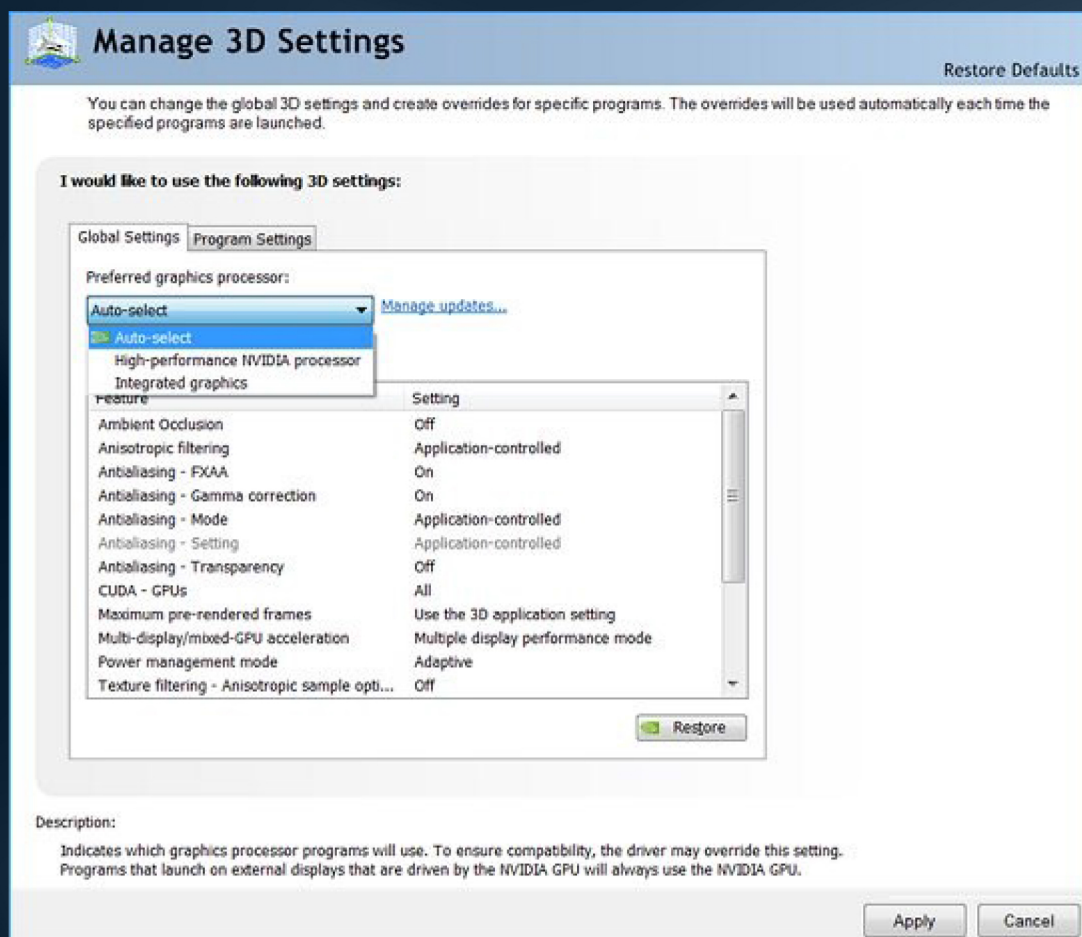 Manage 3D Settings
Restore Defaults
You can change the global 3D settings and create overrides for specific programs. The overrides will be used automatically each time the
specified programs are launched.
I would like to use the following 3D settings:
Global Settings Program Settings
Preferred graphics processor:
Auto-select Manage updates...
Auto-select
High-performance NVIDIA processor
Integrated graphics
Feature Setting
Ambient Occlusion Off
Anisotropic filtering Application-controlled
Antialiasing - FXAA On
Antialiasing - Gamma correction On
Antialiasing - Mode Application-controlled
Antialiasing - Setting Application-controlled
Antialiasing - Transparency Off
CUDA - GPUs All
Maximum pre-rendered frames Use the 3D application setting
Multi-display/mixed-GPU acceleration Multiple display performance mode
Power management mode Adaptive
Texture filtering - Anisotropic sample opti... Off
Restore
Description:
Indicates which graphics processor programs will use. To ensure compatibility, the driver may override this setting.
Programs that launch on external displays that are driven by the NVIDIA GPU will always use the NVIDIA GPU.
Apply Cancel